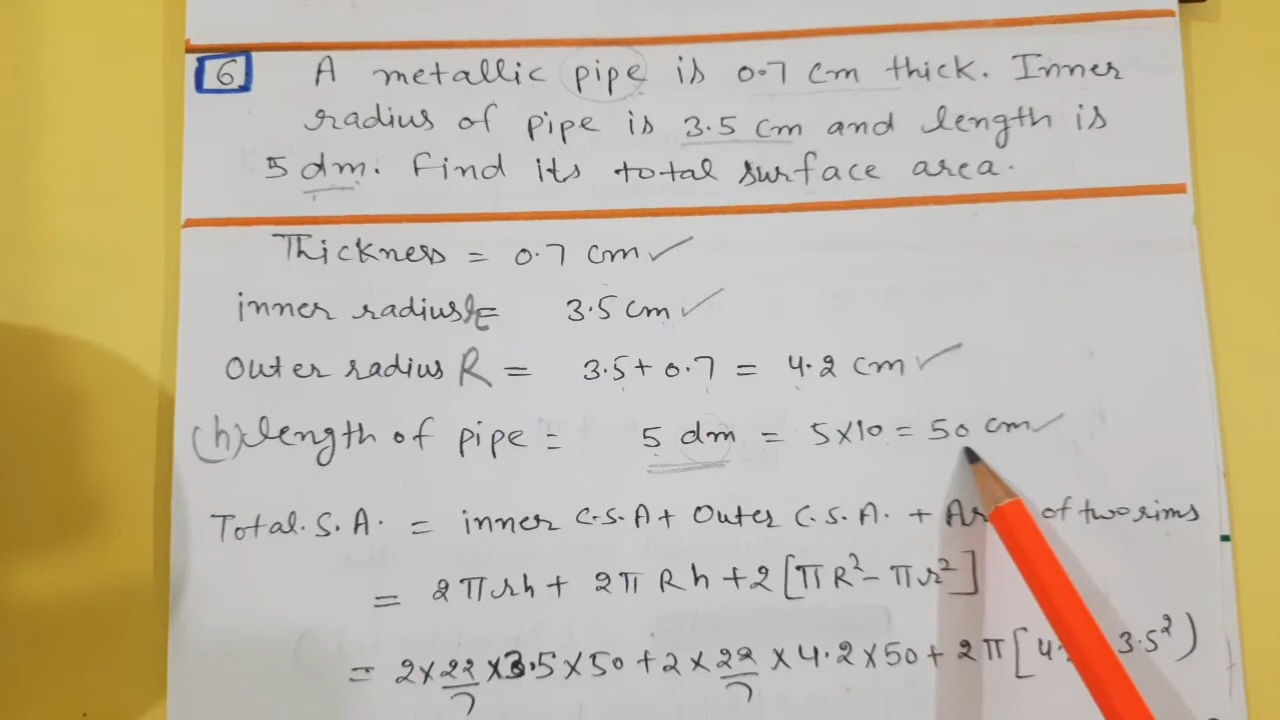 6 A metallic pipe is 0.7 cm thick. Inner
radius of pipe is 3.5 cm and length is
5 dm. Find its total surface area.
Thickness = 0.7 cm ✓
inner radius r = 3.5 cm ✓
Outer radius R = 3.5 + 0.7 = 4.2 cm ✓
(h) length of pipe = 5 dm = 5×10 = 50 cm ✓
Total. S. A. = inner C.S.A + Outer C.S.A. + of two rims
= 2πrh + 2πRh + 2[πR² - πr²]
= 2×22/7×3.5×50 + 2×22/7×4.2×50 + 2π[4. 3.5²)